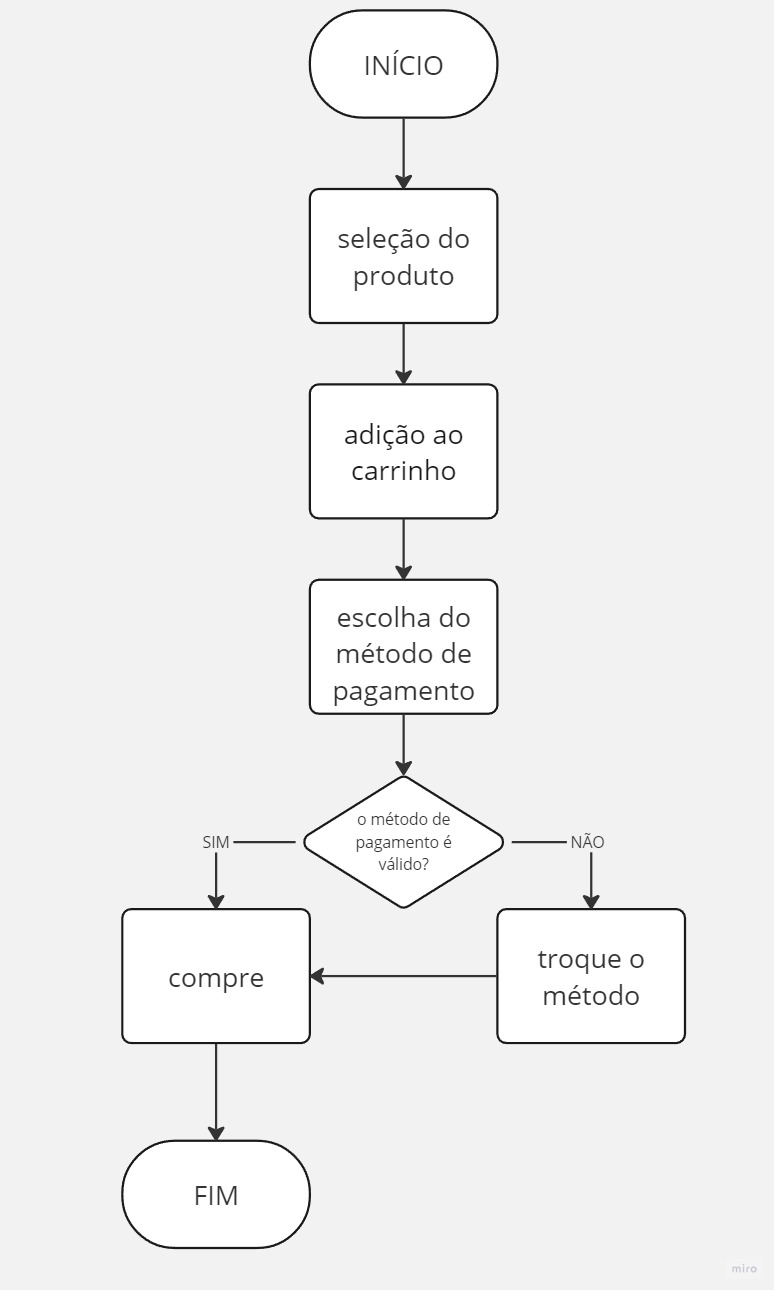 INÍCIO
seleção do
produto
adição ao
carrinho
escolha do
método de
pagamento
o método de
pagamento é
válido?
SIM
NÃO
compre
troque o
método
FIM
miro